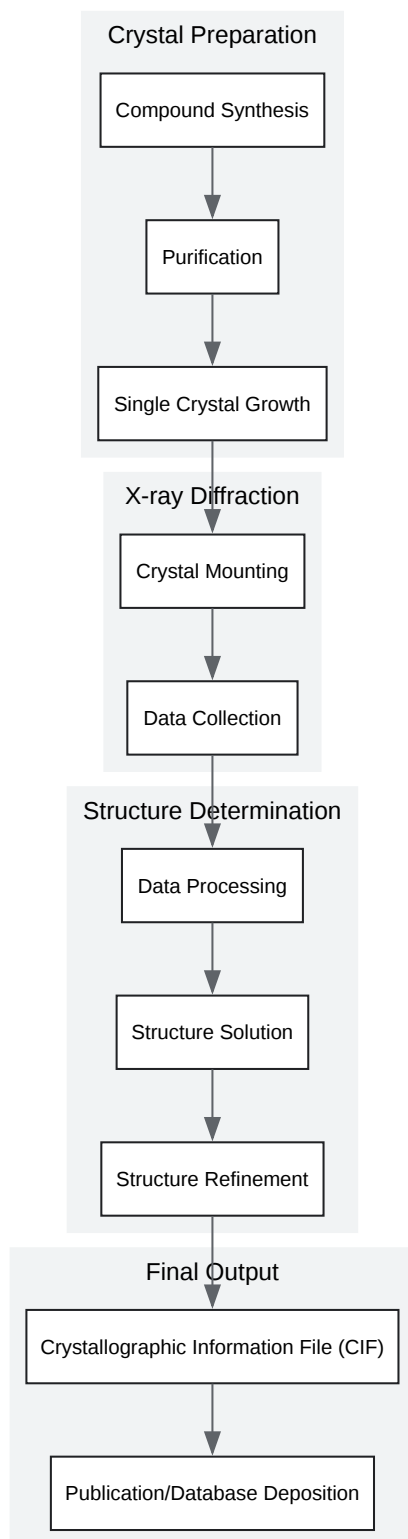 Crystal Preparation
Compound Synthesis
Purification
Single Crystal Growth
X-ray Diffraction
Crystal Mounting
Data Collection
Structure Determination
Data Processing
Structure Solution
Structure Refinement
Final Output
Crystallographic Information File (CIF)
Publication/Database Deposition